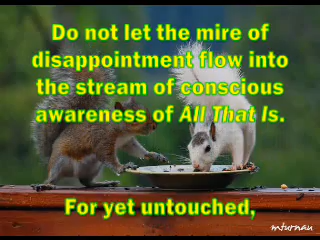 Do not let the mire of
disappointment flow into
the stream of conscious
awareness of All That Is.
For yet untouched,
mturnau